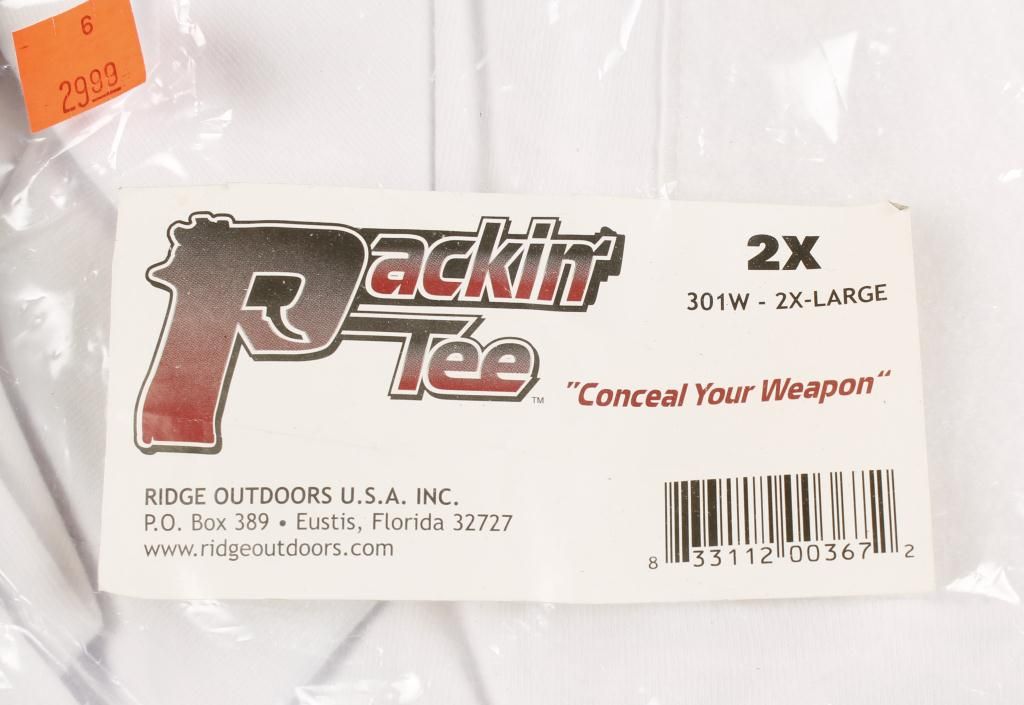 6
2999
Packin'
Tee™
2X
301W - 2X-LARGE
"Conceal Your Weapon"
RIDGE OUTDOORS U.S.A. INC.
P.O. Box 389 • Eustis, Florida 32727
www.ridgeoutdoors.com
8 33112 00367 2